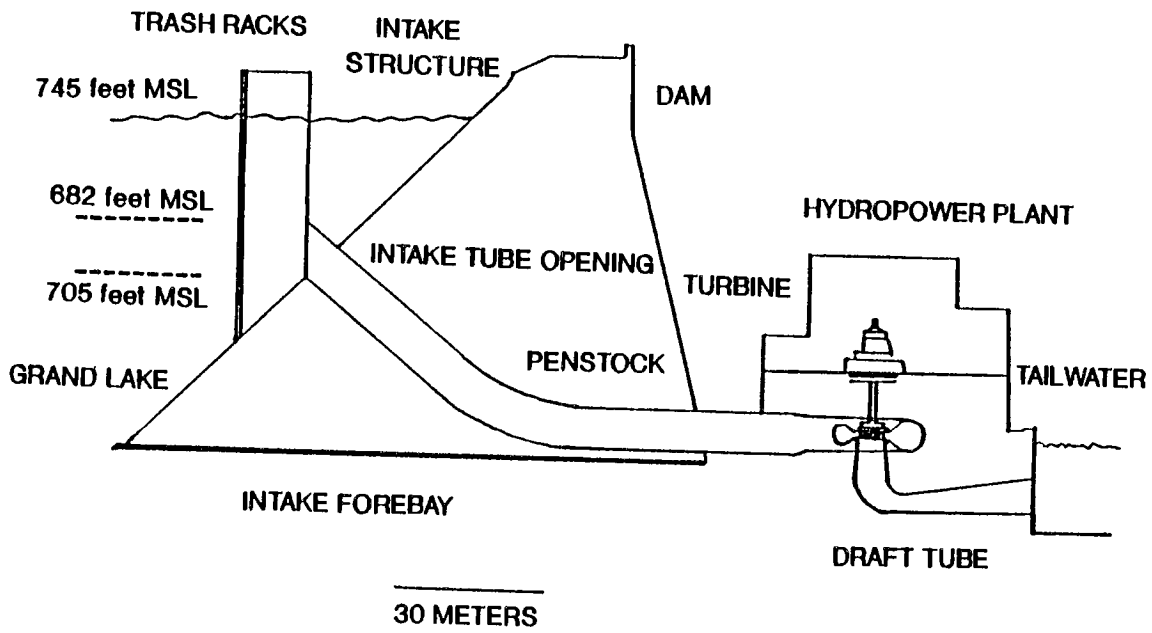 TRASH RACKS
INTAKE
STRUCTURE
745 feet MSL
DAM
682 feet MSL
HYDROPOWER PLANT
INTAKE TUBE OPENING
TURBINE
705 feet MSL
PENSTOCK
GRAND LAKE
TAILWATER
INTAKE FOREBAY
DRAFT TUBE
30 METERS